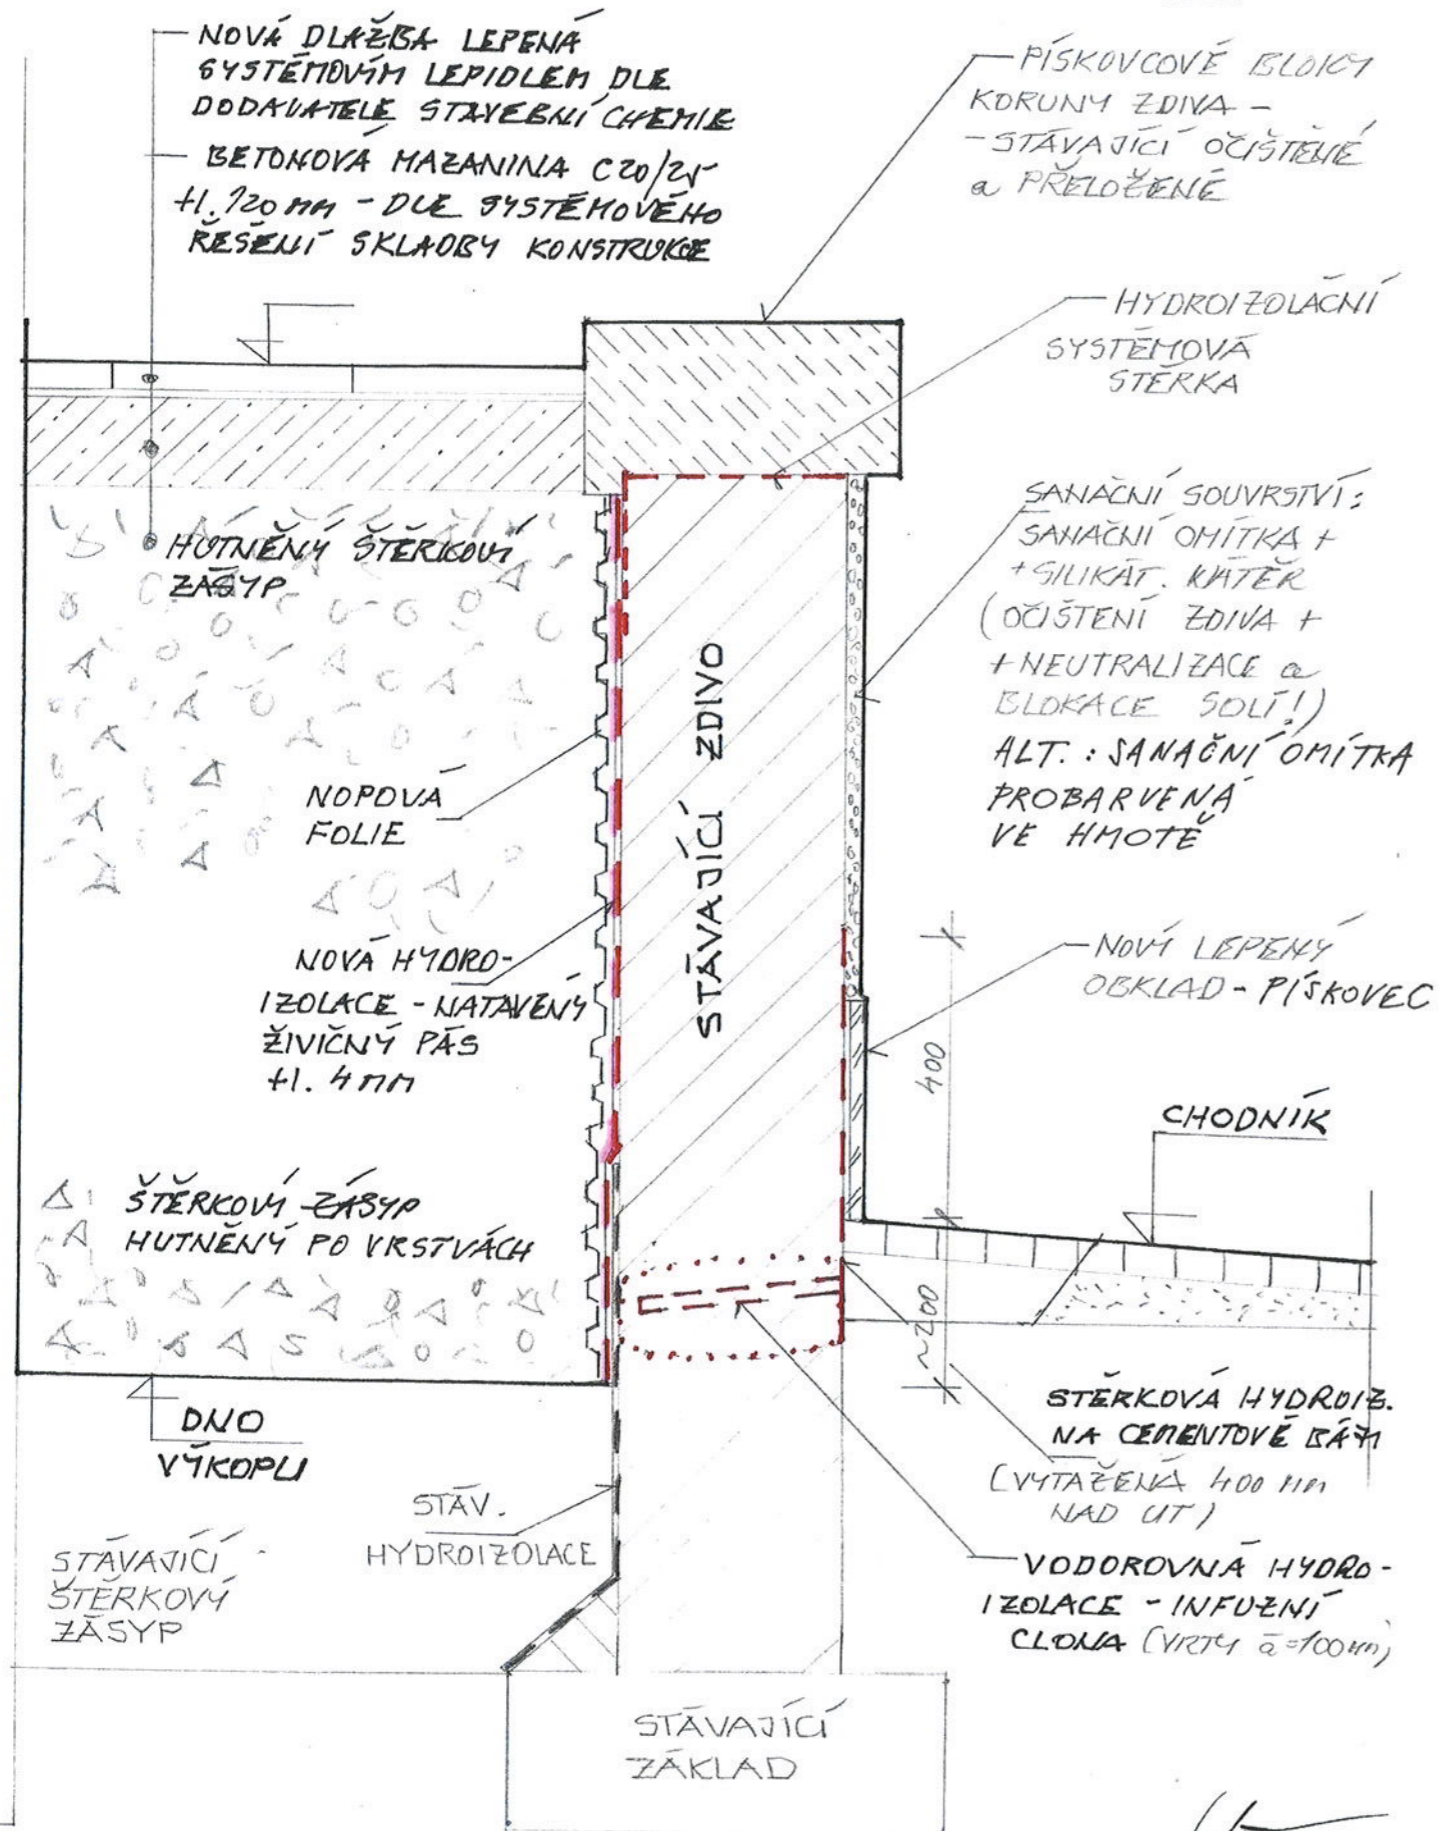 NOVÁ DLAŽBA LEPENÁ
SYSTÉMOVÝM LEPIDLEM DLE
DODAVATELE STAVEBNÍ CHEMIE
BETONOVÁ MAZANINA C20/25
tl. 120 mm - DLE SYSTÉMOVÉHO
ŘEŠENÍ SKLADBY KONSTRUKCE
PÍSKOVCOVÉ BLOKY
KORUNY ZDIVA -
- STÁVAJÍCÍ OČIŠTĚNÉ
a PŘELOŽENÉ
HYDROIZOLAČNÍ
SYSTÉMOVÁ
STĚRKA
HUTNĚNÝ ŠTĚRKOVÝ
ZÁSYP
SANAČNÍ SOUVRSTVÍ:
SANAČNÍ OMÍTKA +
+ SILIKÁT. NÁTĚR
(OČIŠTENÍ ZDIVA +
+ NEUTRALIZACE a
BLOKACE SOLÍ!)
ALT.: SANAČNÍ OMÍTKA
PROBARVENÁ
VE HMOTĚ
STÁVAJÍCÍ ZDIVO
NOPOVÁ
FOLIE
NOVÁ HYDRO-
IZOLACE - NATAVENÝ
ŽIVIČNÝ PÁS
tl. 4 mm
NOVÝ LEPENÝ
OBKLAD - PÍSKOVEC
400
CHODNÍK
ŠTĚRKOVÝ ZÁSYP
HUTNĚNÝ PO VRSTVÁCH
~200
DNO
VÝKOPU
STĚRKOVÁ HYDROIZ.
NA CEMENTOVÉ BÁZI
(VYTAŽENÁ 400 mm
NAD UT)
STÁV.
HYDROIZOLACE
STÁVAJÍCÍ
ŠTĚRKOVÝ
ZÁSYP
VODOROVNÁ HYDRO-
IZOLACE - INFUZNÍ
CLONA (VRTY ā=100mm)
STÁVAJÍCÍ
ZÁKLAD